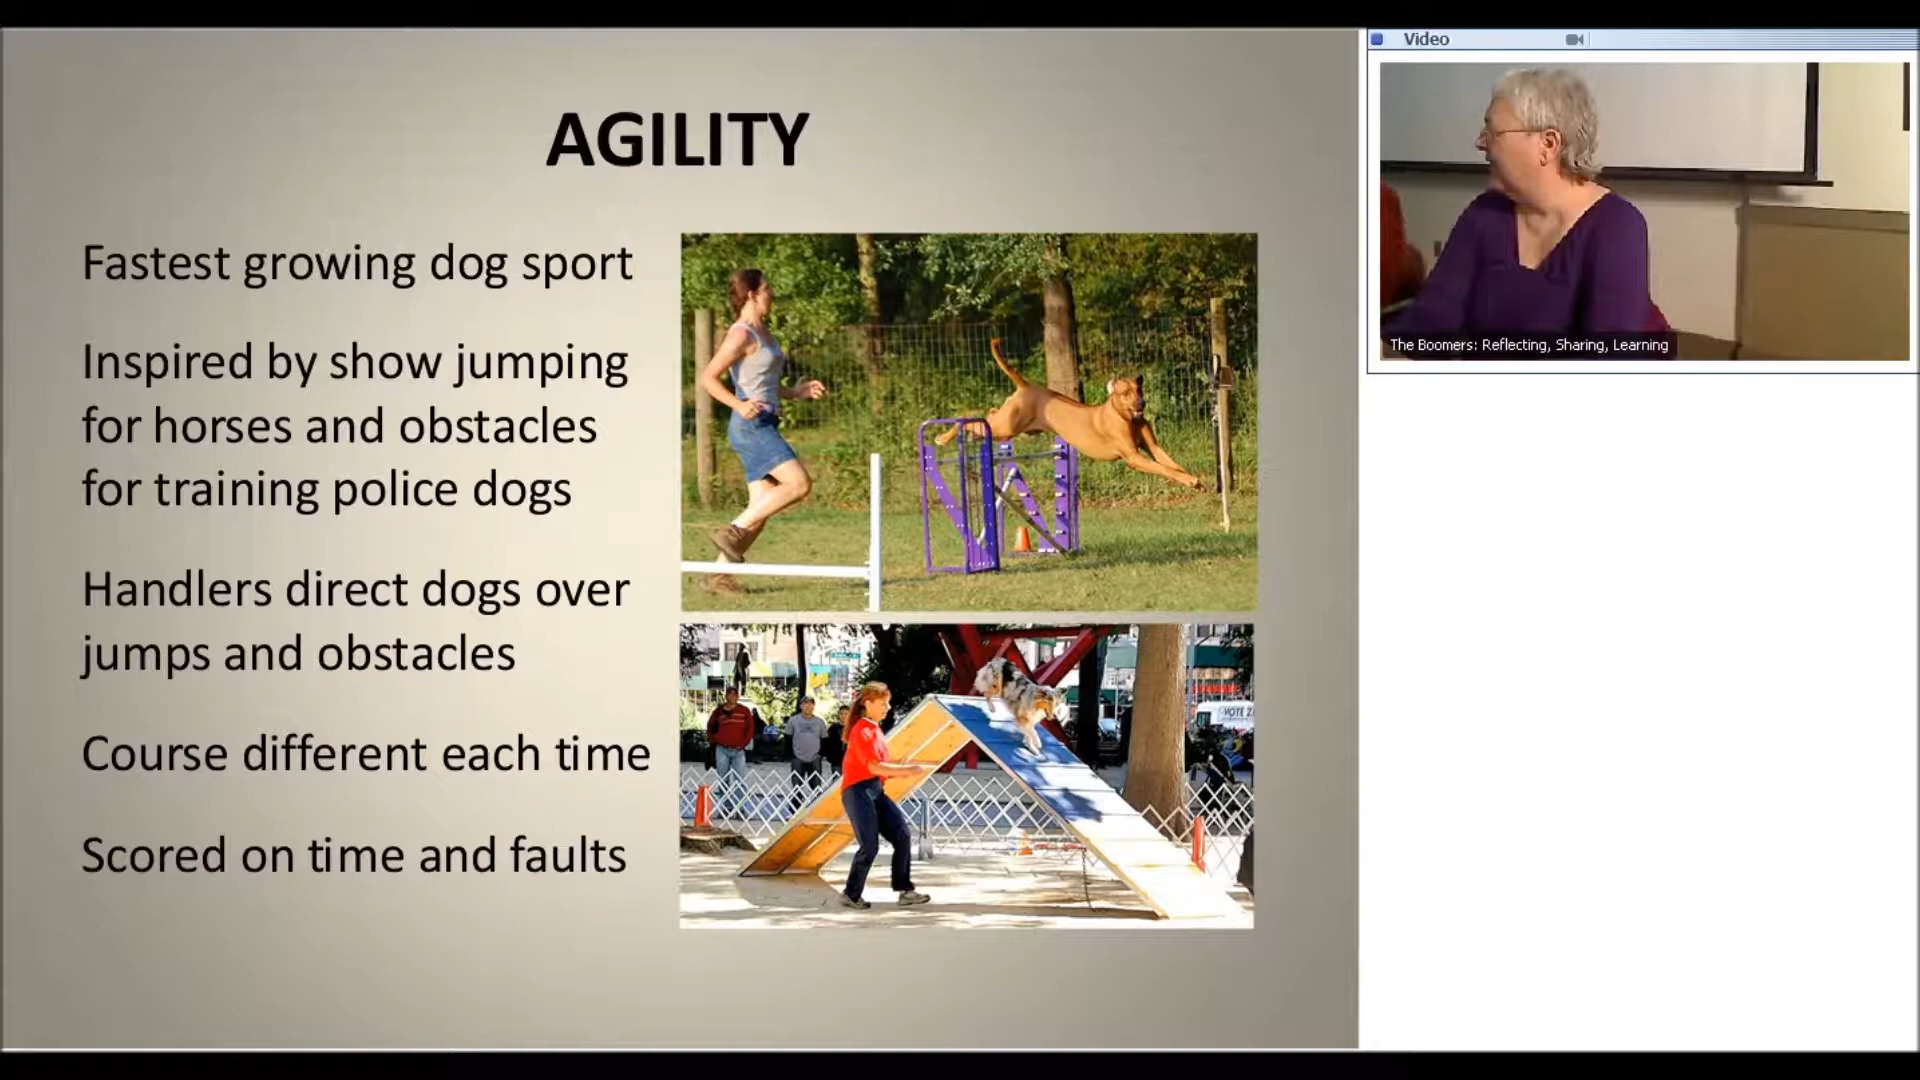 AGILITY
Fastest growing dog sport
Inspired by show jumping
for horses and obstacles
for training police dogs
Handlers direct dogs over
jumps and obstacles
Course different each time
Scored on time and faults
Video
The Boomers: Reflecting, Sharing, Learning